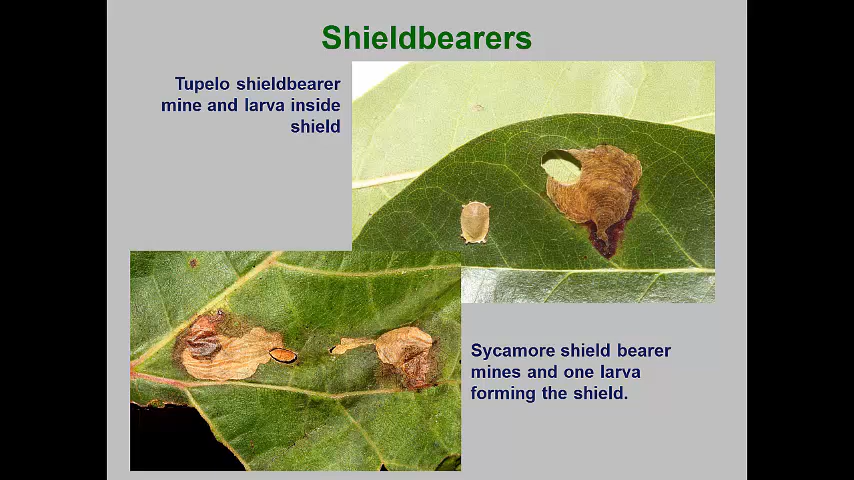 Shieldbearers
Tupelo shieldbearer
mine and larva inside
shield
Sycamore shield bearer
mines and one larva
forming the shield.